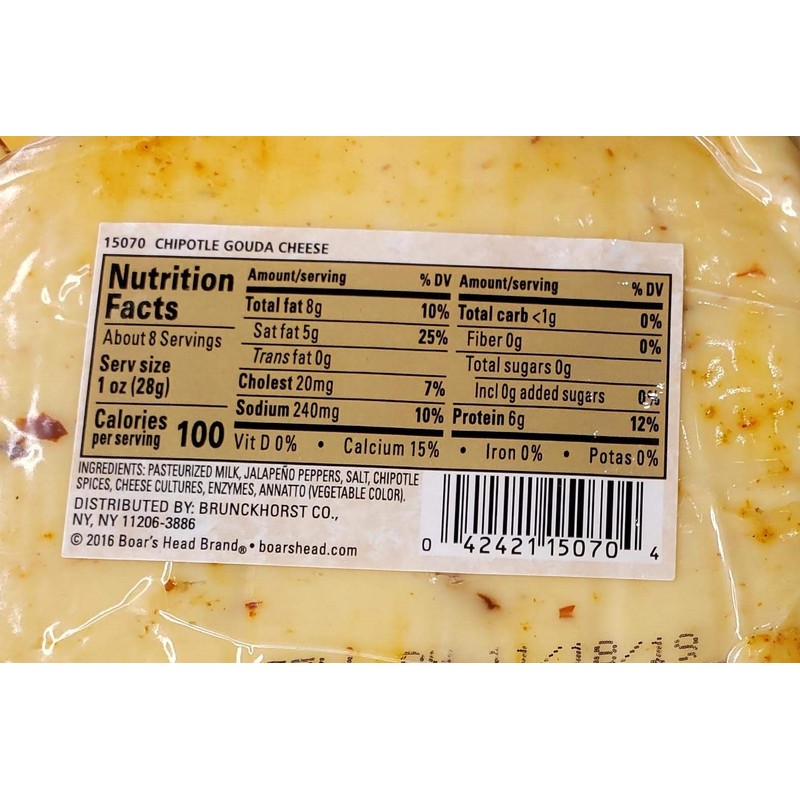 15070 CHIPOTLE GOUDA CHEESE
Nutrition
Facts
About 8 Servings
Serv size
1 oz (28g)
Calories
per serving 100
Amount/serving % DV
Total fat 8g 10%
Sat fat 5g 25%
Trans fat 0g
Cholest 20mg 7%
Sodium 240mg 10%
Amount/serving % DV
Total carb <1g 0%
Fiber 0g 0%
Total sugars 0g
Incl 0g added sugars 0%
Protein 6g 12%
Vit D 0% • Calcium 15% • Iron 0% • Potas 0%
INGREDIENTS: PASTEURIZED MILK, JALAPEÑO PEPPERS, SALT, CHIPOTLE
SPICES, CHEESE CULTURES, ENZYMES, ANNATTO (VEGETABLE COLOR).
DISTRIBUTED BY: BRUNCKHORST CO.,
NY, NY 11206-3886
© 2016 Boar's Head Brand® • boarshead.com
0 42421 15070 4